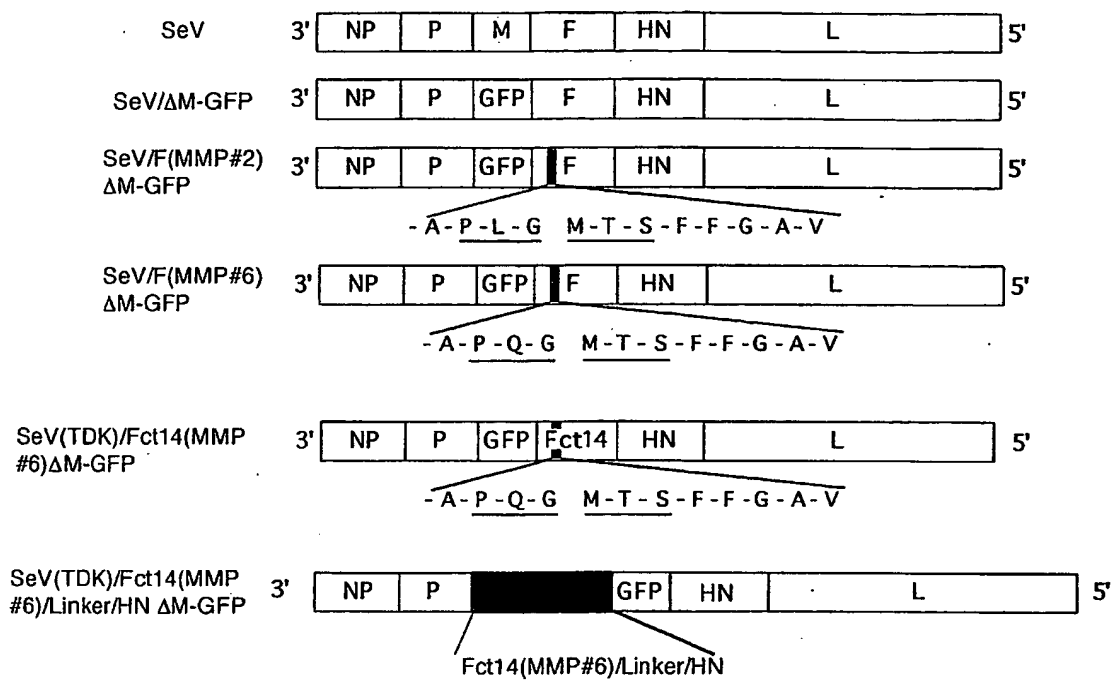 SeV 3' NP P M F HN L 5'
SeV/ΔM-GFP 3' NP P GFP F HN L 5'
SeV/F(MMP#2)
ΔM-GFP 3' NP P GFP F HN L 5'
- A - P - L - G M - T - S - F - F - G - A - V
SeV/F(MMP#6)
ΔM-GFP 3' NP P GFP F HN L 5'
- A - P - Q - G M - T - S - F - F - G - A - V
SeV(TDK)/Fct14(MMP
#6)ΔM-GFP 3' NP P GFP Fct14 HN L 5'
- A - P - Q - G M - T - S - F - F - G - A - V
SeV(TDK)/Fct14(MMP
#6)/Linker/HN ΔM-GFP 3' NP P GFP HN L 5'
Fct14(MMP#6)/Linker/HN